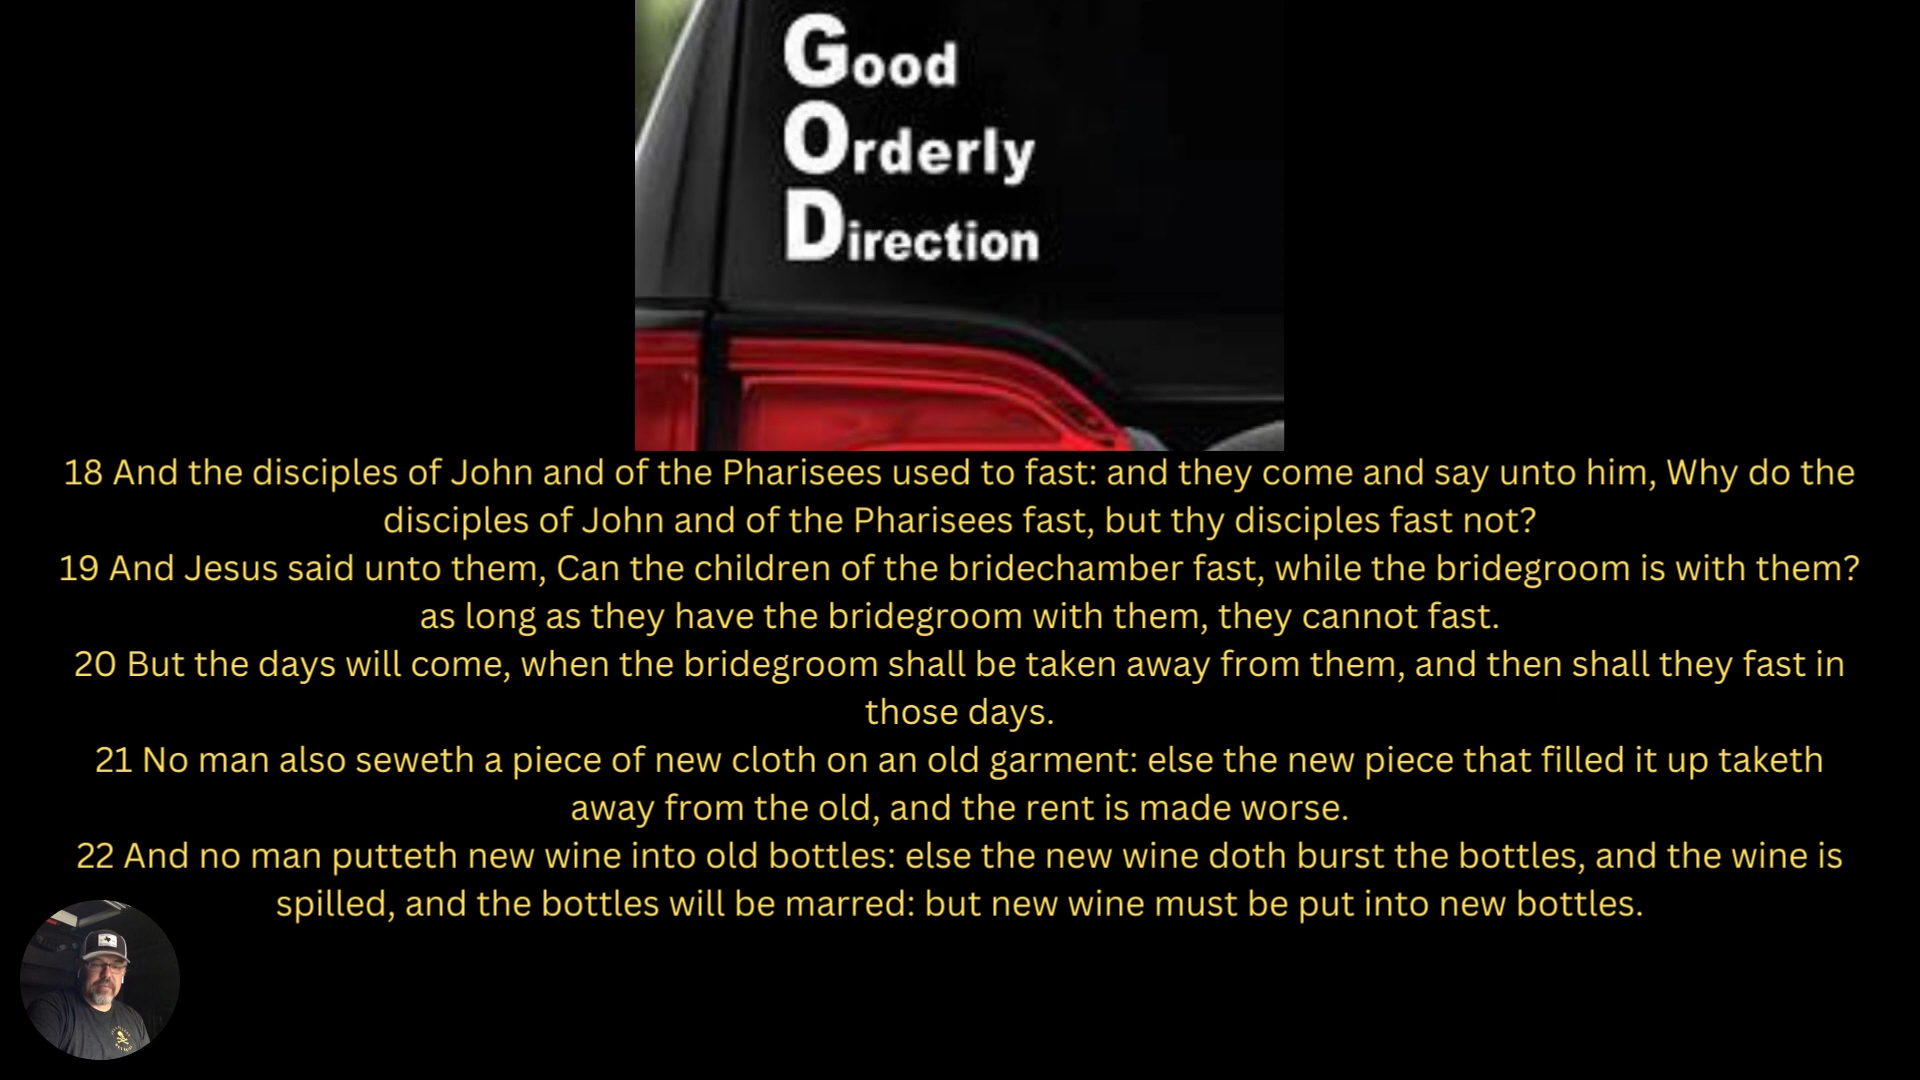 Good
Orderly
Direction
18 And the disciples of John and of the Pharisees used to fast: and they come and say unto him, Why do the
disciples of John and of the Pharisees fast, but thy disciples fast not?
19 And Jesus said unto them, Can the children of the bridechamber fast, while the bridegroom is with them?
as long as they have the bridegroom with them, they cannot fast.
20 But the days will come, when the bridegroom shall be taken away from them, and then shall they fast in
those days.
21 No man also seweth a piece of new cloth on an old garment: else the new piece that filled it up taketh
away from the old, and the rent is made worse.
22 And no man putteth new wine into old bottles: else the new wine doth burst the bottles, and the wine is
spilled, and the bottles will be marred: but new wine must be put into new bottles.